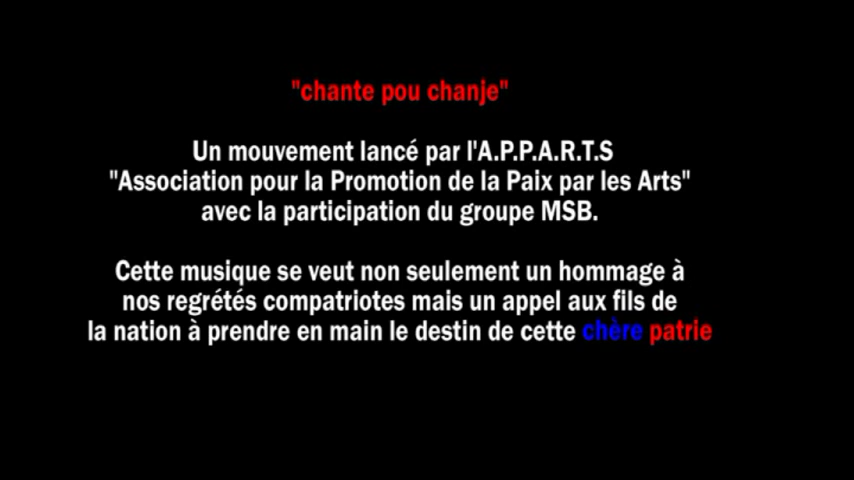 "chante pou chanje"
Un mouvement lancé par l'A.P.P.A.R.T.S
"Association pour la Promotion de la Paix par les Arts"
avec la participation du groupe MSB.
Cette musique se veut non seulement un hommage à
nos regrétés compatriotes mais un appel aux fils de
la nation à prendre en main le destin de cette chère patrie